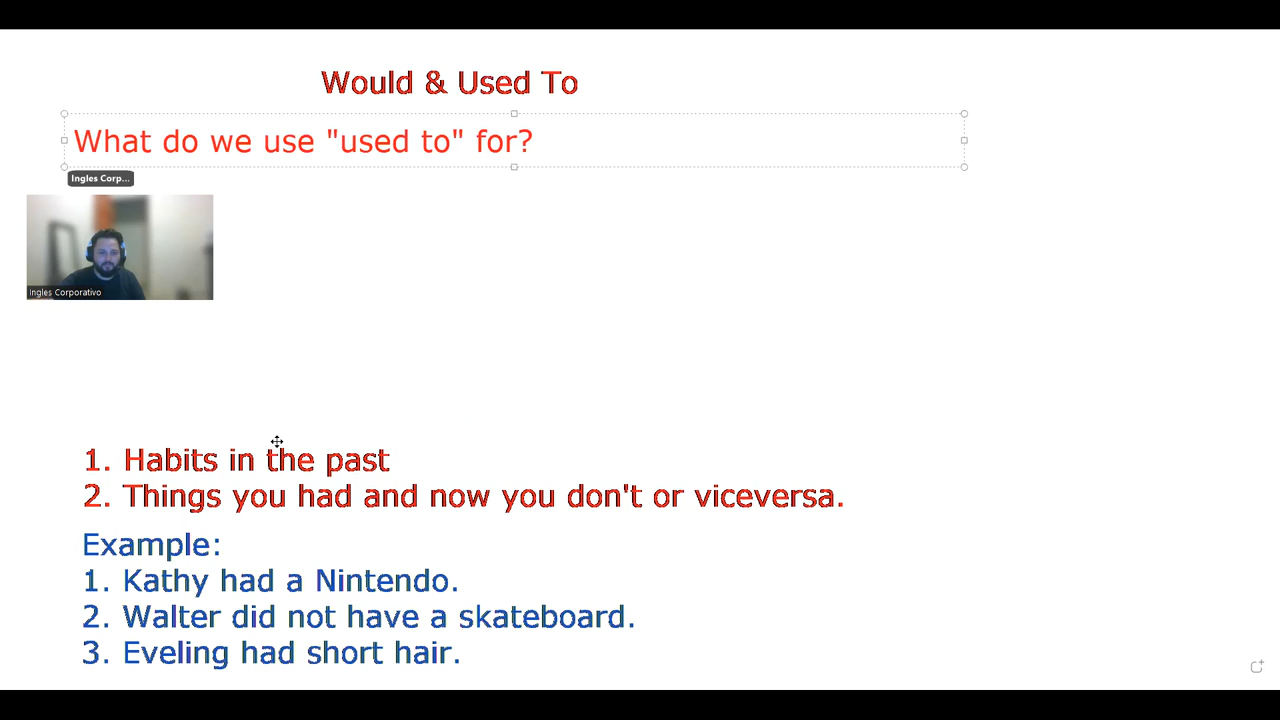 Would & Used To
What do we use "used to" for?
Ingles Corp...
Ingles Corporativo
1. Habits in the past
2. Things you had and now you don't or viceversa.
Example:
1. Kathy had a Nintendo.
2. Walter did not have a skateboard.
3. Eveling had short hair.